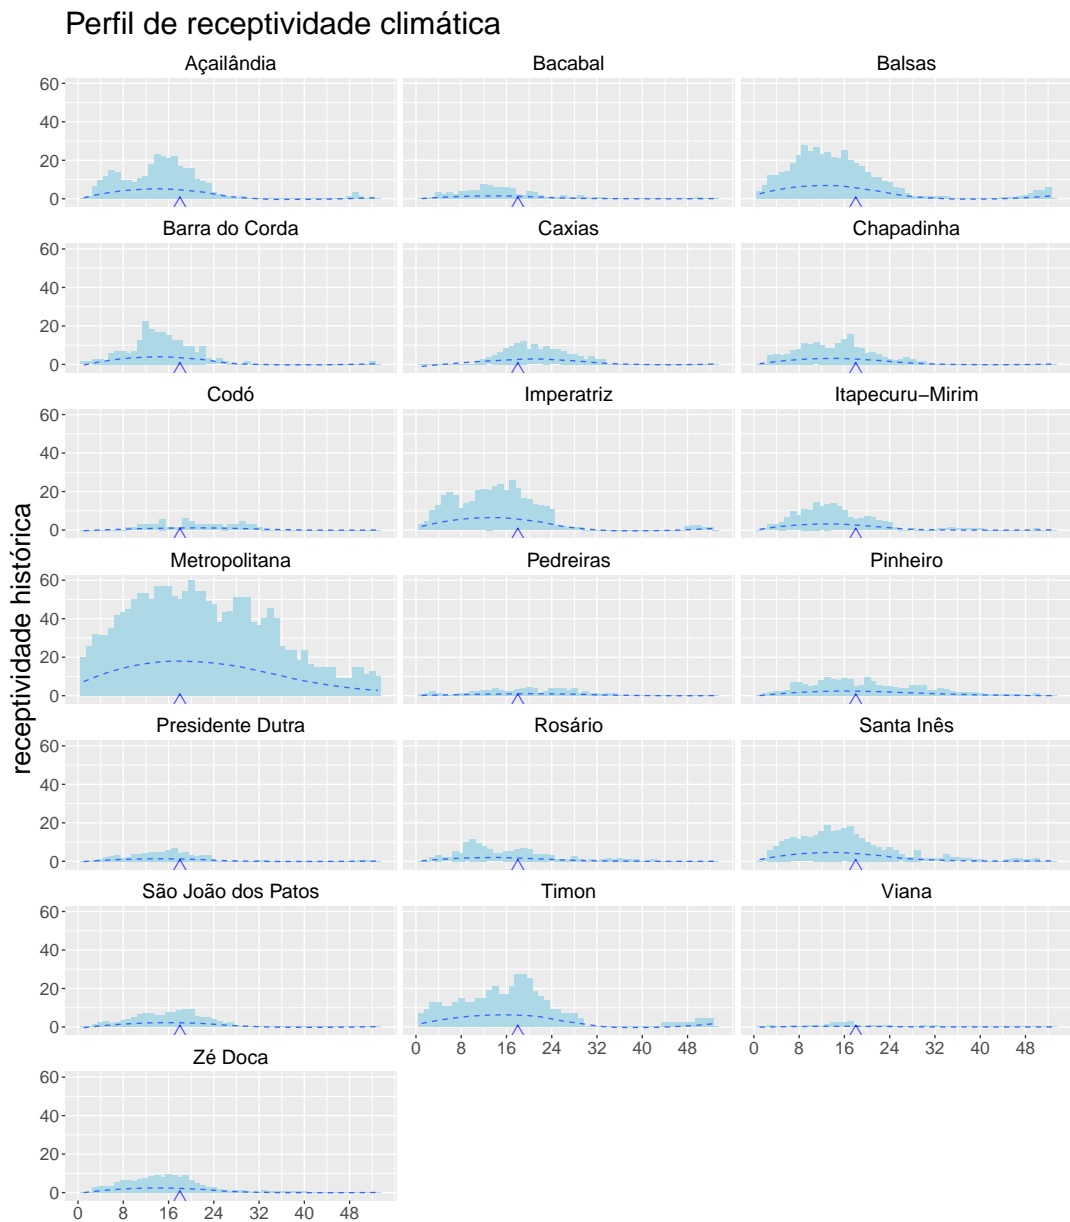 Perfil de receptividade climática
Açailândia Bacabal Balsas
60
40
20
0
Barra do Corda Caxias Chapadinha
60
40
20
0
Codó Imperatriz Itapecuru−Mirim
60
40
20
0
receptividade histórica
Metropolitana Pedreiras Pinheiro
60
40
20
0
Presidente Dutra Rosário Santa Inês
60
40
20
0
São João dos Patos Timon Viana
60
40
20
0
0 8 16 24 32 40 48 0 8 16 24 32 40 48
Zé Doca
60
40
20
0
0 8 16 24 32 40 48